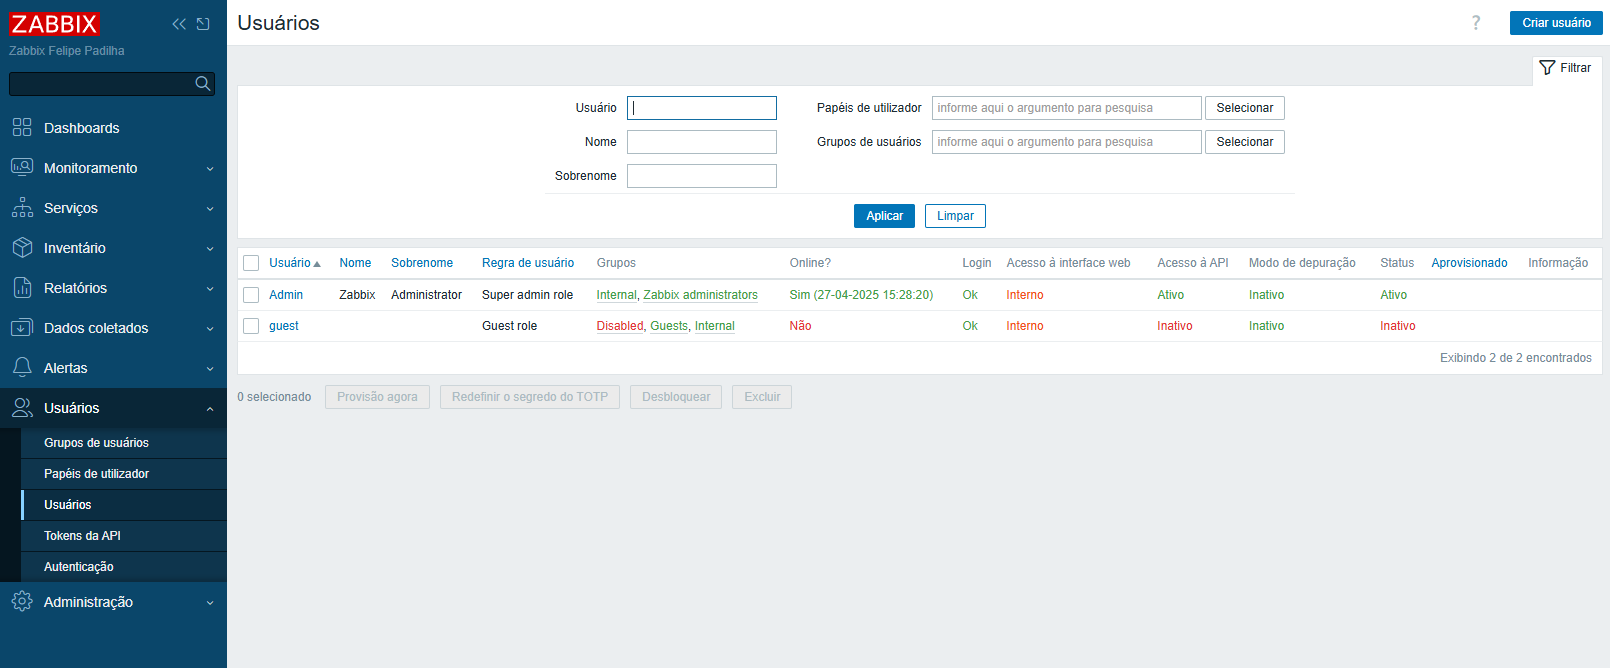 ZABBIX
Zabbix Felipe Padilha
Dashboards
Monitoramento
Serviços
Inventário
Relatórios
Dados coletados
Alertas
Usuários
Grupos de usuários
Papéis de utilizador
Usuários
Tokens da API
Autenticação
Administração
Usuários
? Criar usuário
Filtrar
Usuário Papéis de utilizador informe aqui o argumento para pesquisa Selecionar
Nome Grupos de usuários informe aqui o argumento para pesquisa Selecionar
Sobrenome
Aplicar Limpar
Usuário Nome Sobrenome Regra de usuário Grupos Online? Login Acesso à interface web Acesso à API Modo de depuração Status Aprovisionado Informação
Admin Zabbix Administrator Super admin role Internal, Zabbix administrators Sim (27-04-2025 15:28:20) Ok Interno Ativo Inativo Ativo
guest Guest role Disabled, Guests, Internal Não Ok Interno Inativo Inativo Inativo
Exibindo 2 de 2 encontrados
0 selecionado Provisão agora Redefinir o segredo do TOTP Desbloquear Excluir